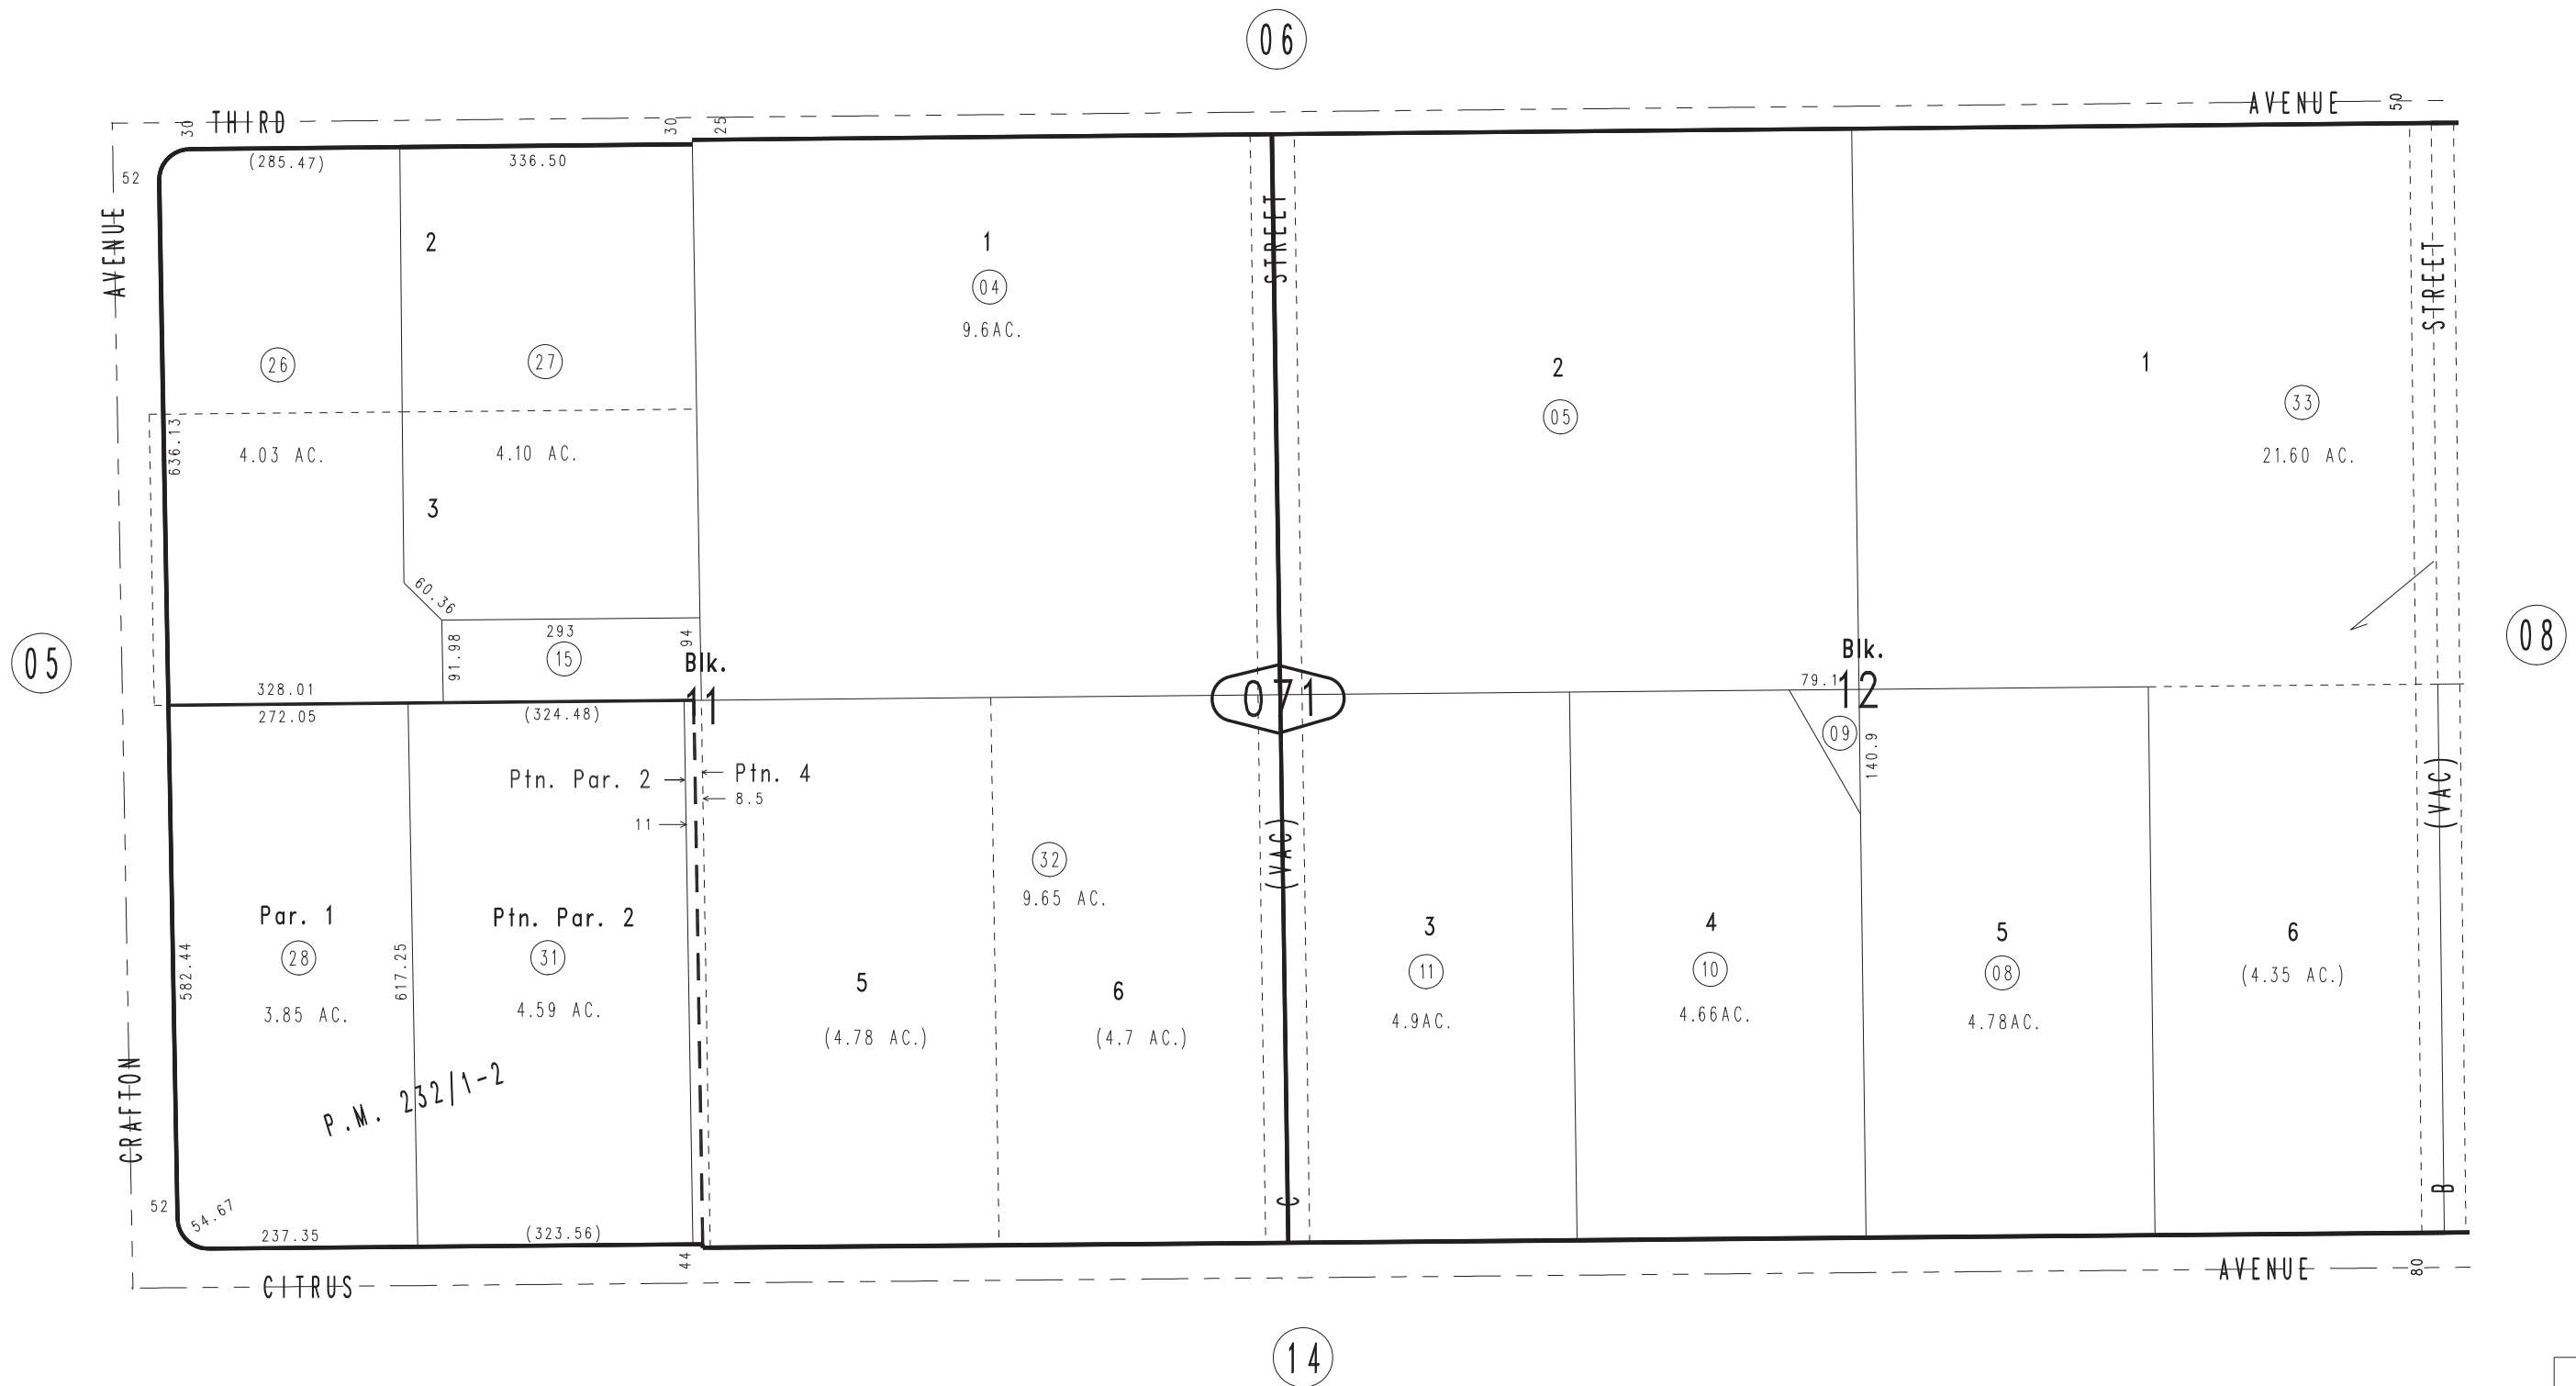 06
THIRD
AVENUE
30
30
25
50
52
(285.47)
336.50
AVENUE
STREET
STREET
2
1
04
9.6AC.
26
27
2
05
1
33
21.60 AC.
636.13
4.03 AC.
4.10 AC.
3
60.36
293
94
91.98
15
05
08
328.01
Blk.
11
071
Blk.
12
79.1
272.05
(324.48)
09
140.9
Ptn. Par. 2
Ptn. 4
8.5
11
(VAC)
(VAC)
32
9.65 AC.
Par. 1
28
3.85 AC.
582.44
617.25
Ptn. Par. 2
31
4.59 AC.
5
(4.78 AC.)
6
(4.7 AC.)
3
11
4.9AC.
4
10
4.66AC.
5
08
4.78AC.
6
(4.35 AC.)
P.M. 232/1-2
CRAFTON
C
B
52
54.67
237.35
(323.56)
44
CITRUS
AVENUE
80
14